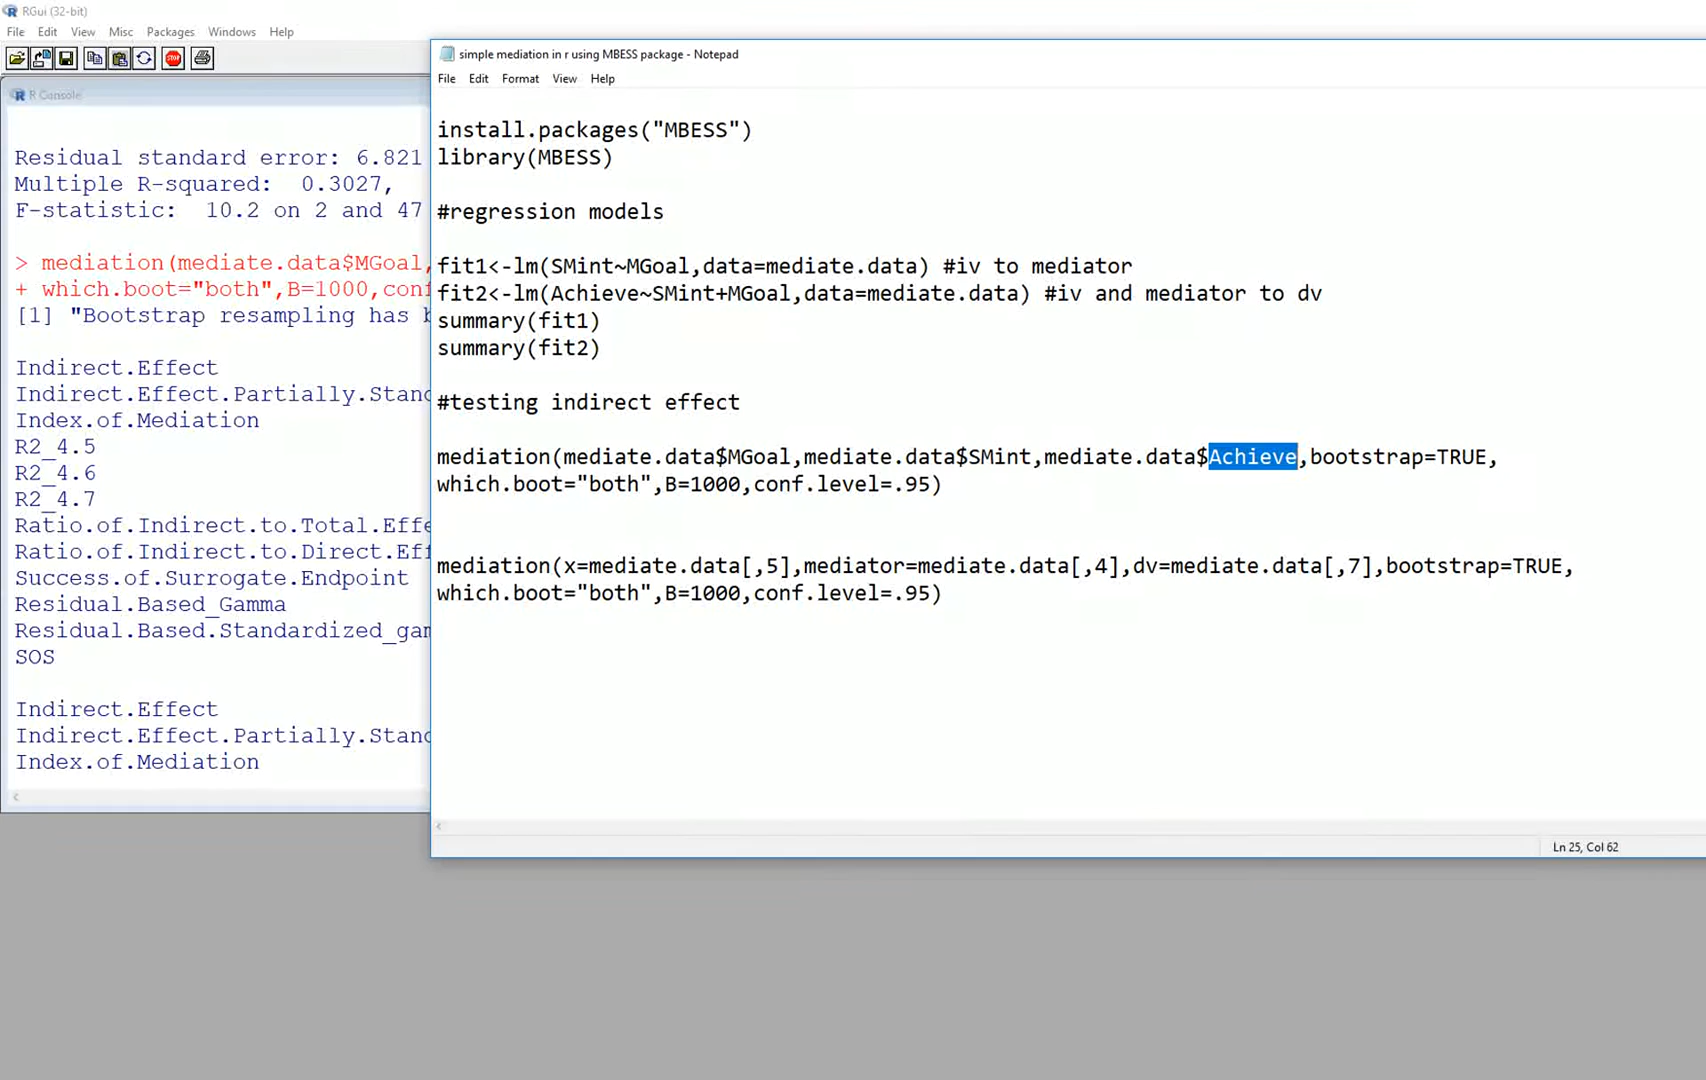 RGui (32-bit)
File Edit View Misc Packages Windows Help
STOP
R Console
Residual standard error: 6.821
Multiple R-squared:  0.3027,
F-statistic:  10.2 on 2 and 47
> mediation(mediate.data$MGoal,
+ which.boot="both",B=1000,conf
[1] "Bootstrap resampling has b
Indirect.Effect
Indirect.Effect.Partially.Stand
Index.of.Mediation
R2_4.5
R2_4.6
R2_4.7
Ratio.of.Indirect.to.Total.Effe
Ratio.of.Indirect.to.Direct.Eff
Success.of.Surrogate.Endpoint
Residual.Based_Gamma
Residual.Based.Standardized_gam
SOS
Indirect.Effect
Indirect.Effect.Partially.Stand
Index.of.Mediation
simple mediation in r using MBESS package - Notepad
File Edit Format View Help
install.packages("MBESS")
library(MBESS)
#regression models
fit1<-lm(SMint~MGoal,data=mediate.data) #iv to mediator
fit2<-lm(Achieve~SMint+MGoal,data=mediate.data) #iv and mediator to dv
summary(fit1)
summary(fit2)
#testing indirect effect
mediation(mediate.data$MGoal,mediate.data$SMint,mediate.data$Achieve,bootstrap=TRUE,
which.boot="both",B=1000,conf.level=.95)
mediation(x=mediate.data[,5],mediator=mediate.data[,4],dv=mediate.data[,7],bootstrap=TRUE,
which.boot="both",B=1000,conf.level=.95)
Ln 25, Col 62